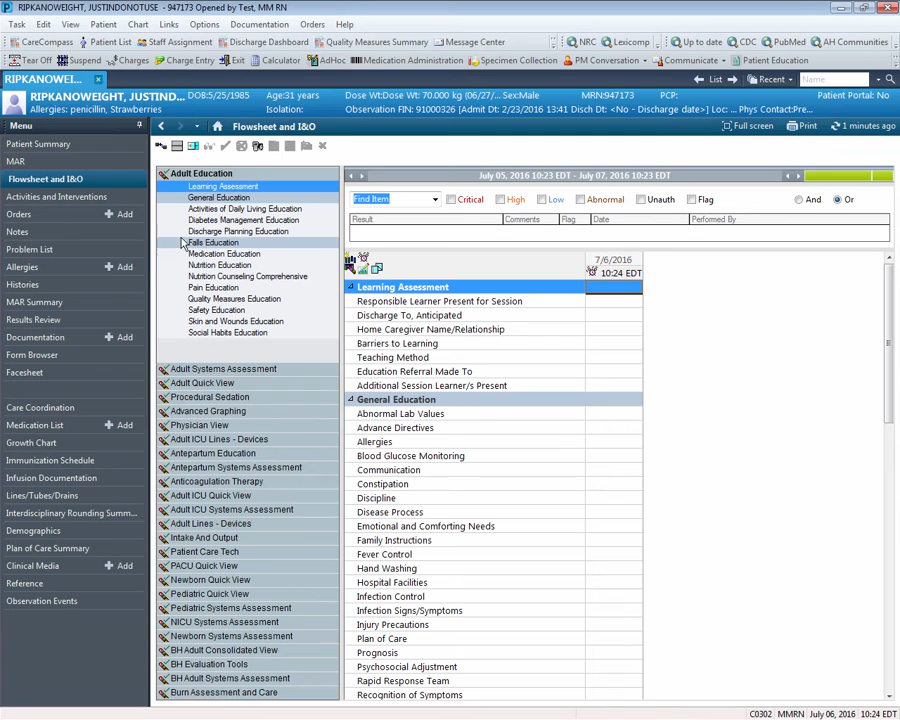 RIPKANOWEIGHT, JUSTINDONOTUSE - 947173 Opened by Test, MM RN
Task Edit View Patient Chart Links Options Documentation Orders Help
CareCompass Patient List Staff Assignment Discharge Dashboard Quality Measures Summary Message Center NRC Lexicomp Up to date CDC PubMed AH Communities
Tear Off Suspend Charges Charge Entry Exit Calculator AdHoc Medication Administration Specimen Collection PM Conversation Communicate Patient Education
RIPKANOWEI... List Recent Name
RIPKANOWEIGHT, JUSTIND... DOB:5/25/1985 Age:31 years Dose Wt:Dose Wt: 70.000 kg (06/27/... Sex:Male MRN:947173 PCP: Patient Portal: No
Isolation: Observation FIN: 91000326 [Admit Dt: 2/23/2016 13:41 Disch Dt: <No - Discharge date>] Loc: ... Phys Contact:Pre...
Allergies: penicillin, Strawberries
Menu
Flowsheet and I&O
Full screen Print 1 minutes ago
Patient Summary
MAR
Flowsheet and I&O
Activities and Interventions
Orders Add
Notes
Problem List
Allergies Add
Histories
MAR Summary
Results Review
Documentation Add
Form Browser
Facesheet
Care Coordination
Medication List Add
Growth Chart
Immunization Schedule
Infusion Documentation
Lines/Tubes/Drains
Interdisciplinary Rounding Summ...
Demographics
Plan of Care Summary
Clinical Media Add
Reference
Observation Events
Adult Education
Learning Assessment
General Education
Activities of Daily Living Education
Diabetes Management Education
Discharge Planning Education
Falls Education
Medication Education
Nutrition Education
Nutrition Counseling Comprehensive
Pain Education
Quality Measures Education
Safety Education
Skin and Wounds Education
Social Habits Education
Adult Systems Assessment
Adult Quick View
Procedural Sedation
Advanced Graphing
Physician View
Adult ICU Lines - Devices
Antepartum Education
Antepartum Systems Assessment
Anticoagulation Therapy
Adult ICU Quick View
Adult ICU Systems Assessment
Adult Lines - Devices
Intake And Output
Patient Care Tech
PACU Quick View
Newborn Quick View
Pediatric Quick View
Pediatric Systems Assessment
NICU Systems Assessment
Newborn Systems Assessment
BH Adult Consolidated View
BH Evaluation Tools
BH Adult Systems Assessment
Burn Assessment and Care
July 05, 2016 10:23 EDT - July 07, 2016 10:23 EDT
Find Item Critical High Low Abnormal Unauth Flag And Or
Result Comments Flag Date Performed By
7/6/2016
10:24 EDT
Learning Assessment
Responsible Learner Present for Session
Discharge To, Anticipated
Home Caregiver Name/Relationship
Barriers to Learning
Teaching Method
Education Referral Made To
Additional Session Learner/s Present
General Education
Abnormal Lab Values
Advance Directives
Allergies
Blood Glucose Monitoring
Communication
Constipation
Discipline
Disease Process
Emotional and Comforting Needs
Family Instructions
Fever Control
Hand Washing
Hospital Facilities
Infection Control
Infection Signs/Symptoms
Injury Precautions
Plan of Care
Prognosis
Psychosocial Adjustment
Rapid Response Team
Recognition of Symptoms
C0302 MMRN July 06, 2016 10:24 EDT